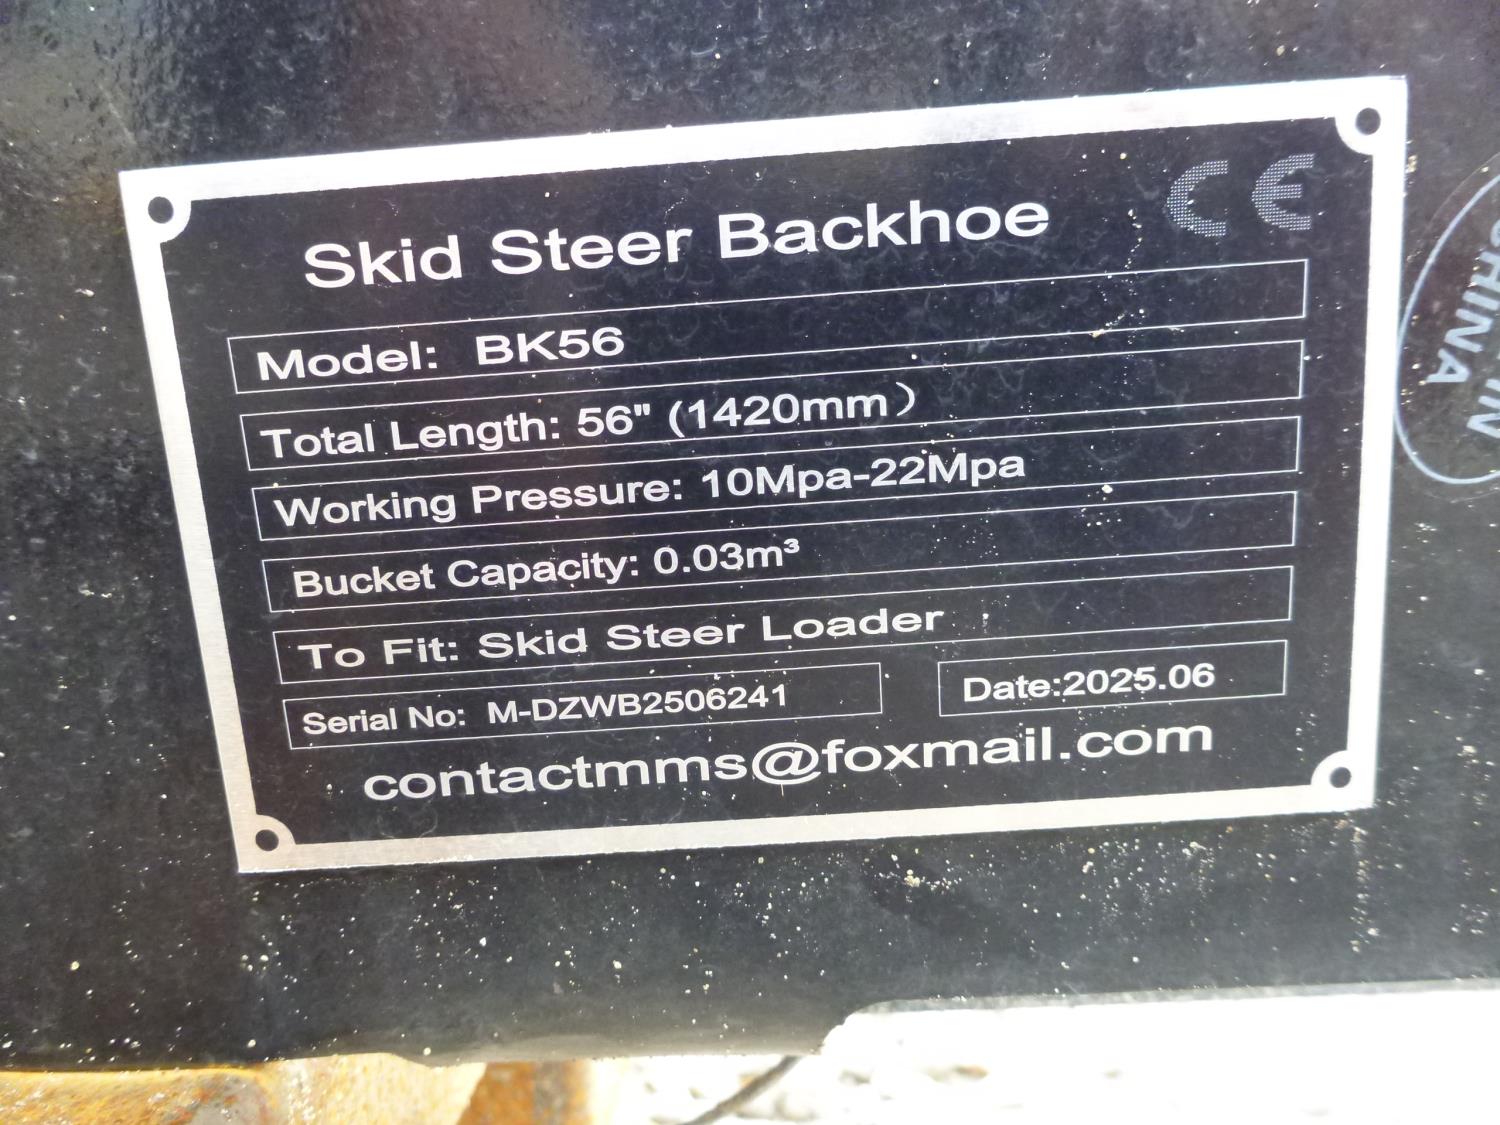 CE
Skid Steer Backhoe
Model: BK56
Total Length: 56" (1420mm）
Working Pressure: 10Mpa-22Mpa
Bucket Capacity: 0.03m³
To Fit: Skid Steer Loader
Serial No: M-DZWB2506241
Date:2025.06
contactmms@foxmail.com
CHINA